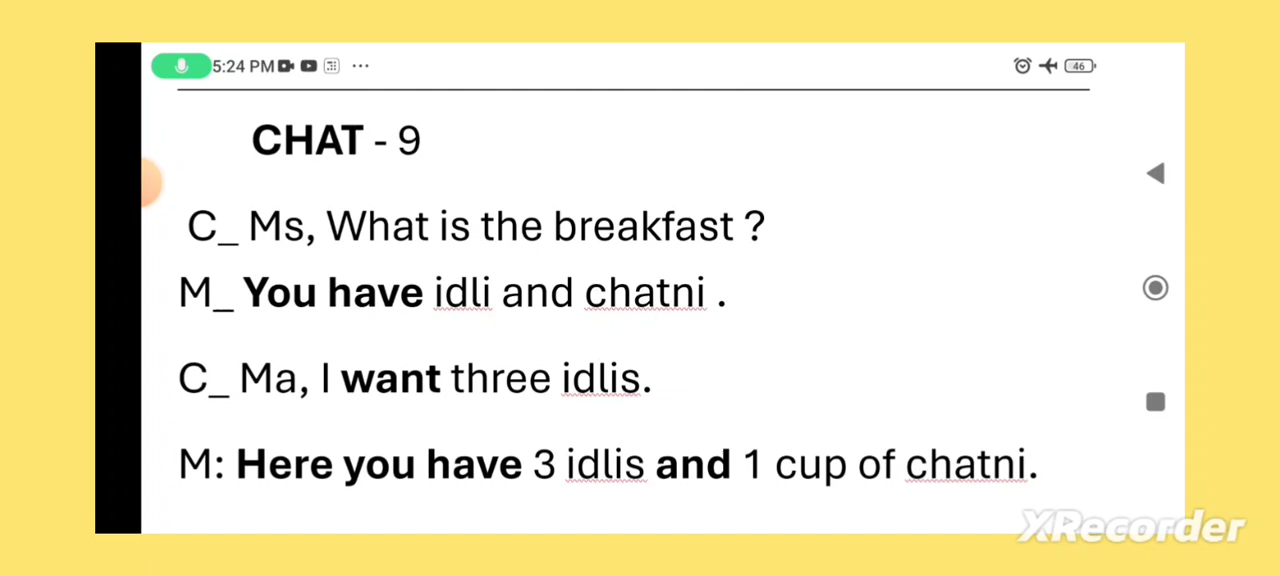 5:24 PM ...
46
CHAT - 9
C_ Ms, What is the breakfast ?
M_ You have idli and chatni .
C_ Ma, I want three idlis.
M: Here you have 3 idlis and 1 cup of chatni.
XRecorder